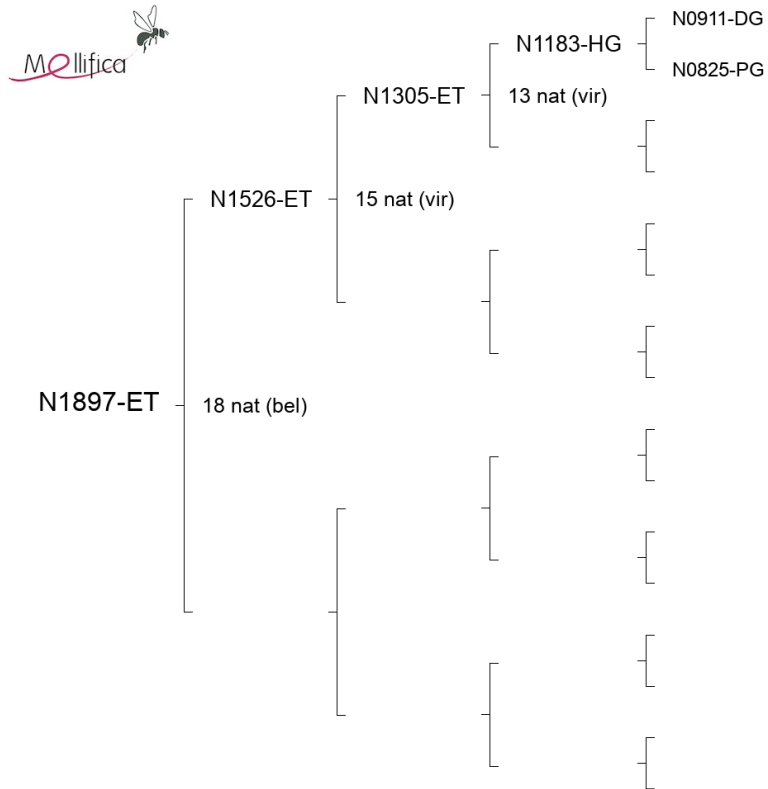 Mellifica
N0911-DG
N1183-HG
N0825-PG
N1305-ET
13 nat (vir)
N1526-ET
15 nat (vir)
N1897-ET
18 nat (bel)